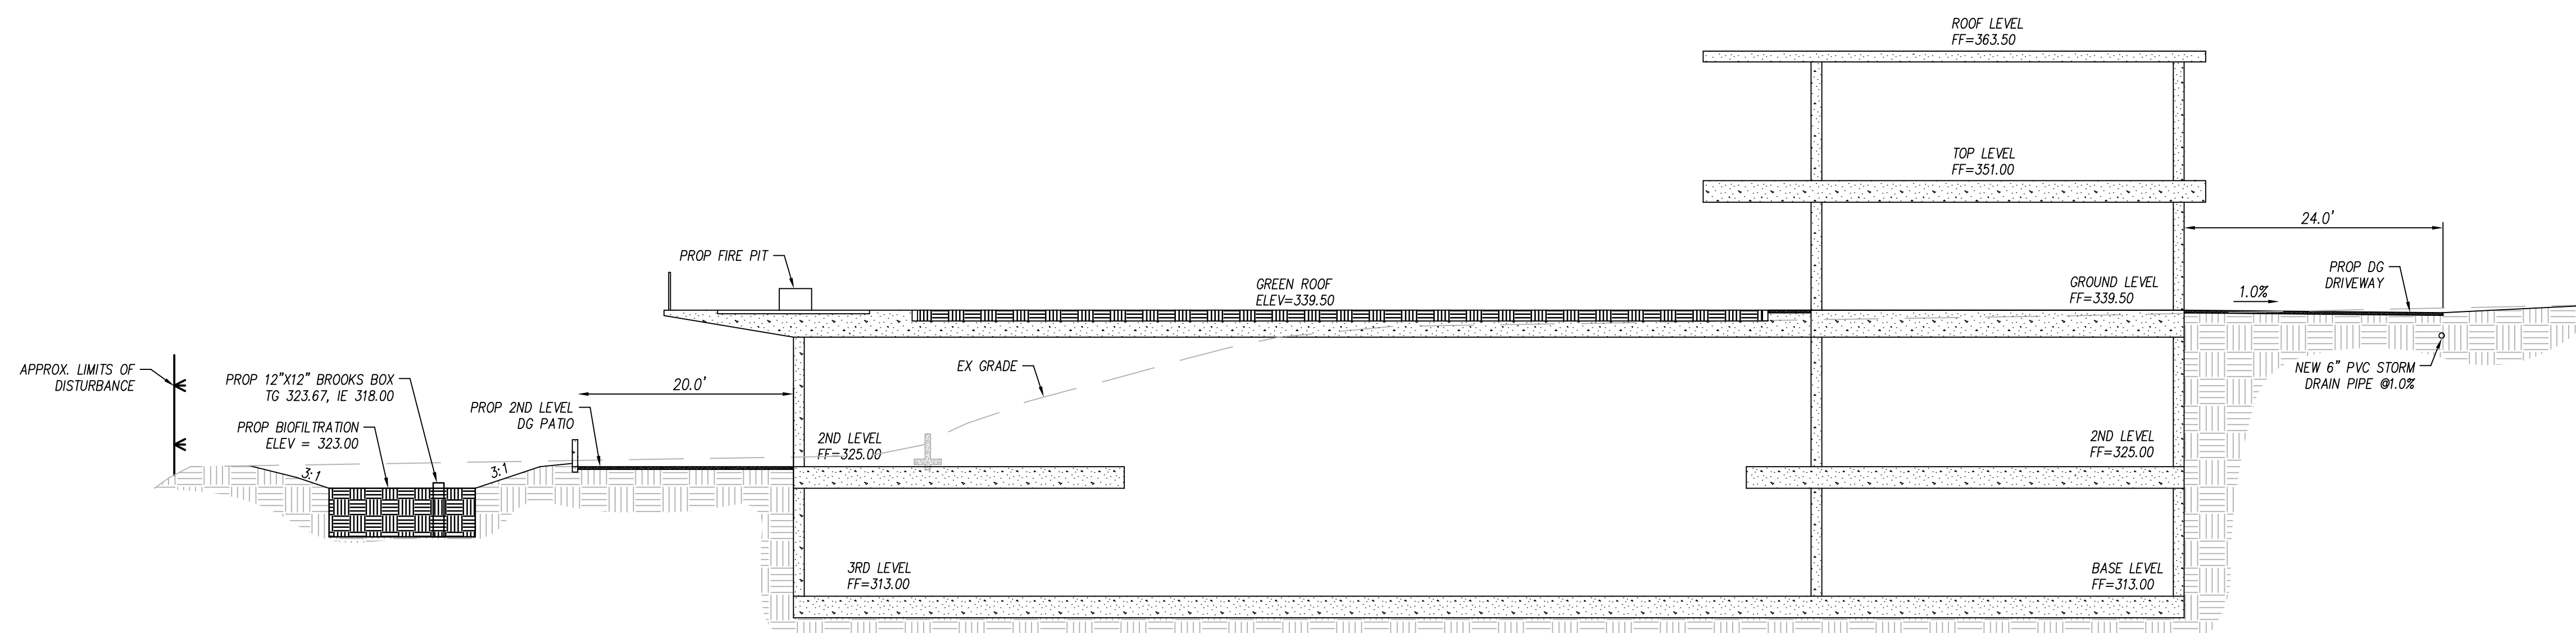 ROOF LEVEL
FF=363.50
TOP LEVEL
FF=351.00
24.0'
PROP FIRE PIT
PROP DG
DRIVEWAY
GREEN ROOF
ELEV=339.50
GROUND LEVEL
FF=339.50
1.0%
APPROX. LIMITS OF
DISTURBANCE
PROP 12"X12" BROOKS BOX
TG 323.67, IE 318.00
20.0'
EX GRADE
NEW 6" PVC STORM
DRAIN PIPE @1.0%
PROP 2ND LEVEL
DG PATIO
PROP BIOFILTRATION
ELEV = 323.00
2ND LEVEL
FF=325.00
2ND LEVEL
FF=325.00
3:1
3:1
3RD LEVEL
FF=313.00
BASE LEVEL
FF=313.00